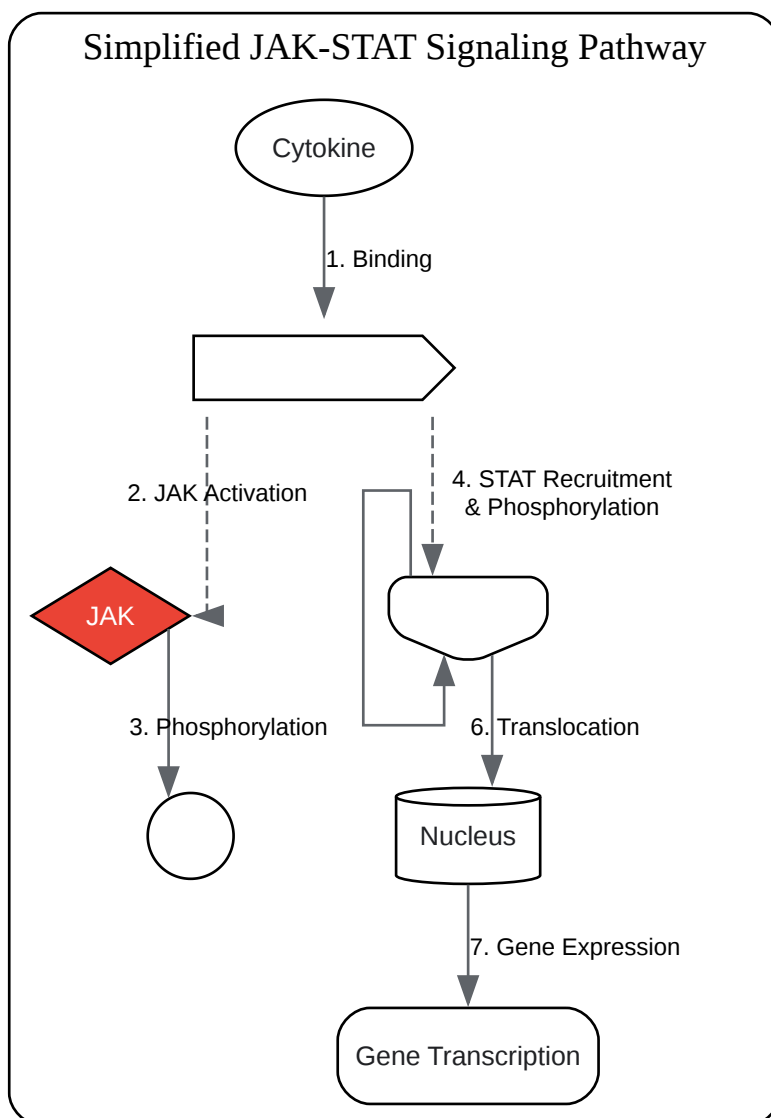 Simplified JAK-STAT Signaling Pathway
Cytokine
1. Binding
2. JAK Activation
4. STAT Recruitment
& Phosphorylation
JAK
3. Phosphorylation
6. Translocation
Nucleus
7. Gene Expression
Gene Transcription